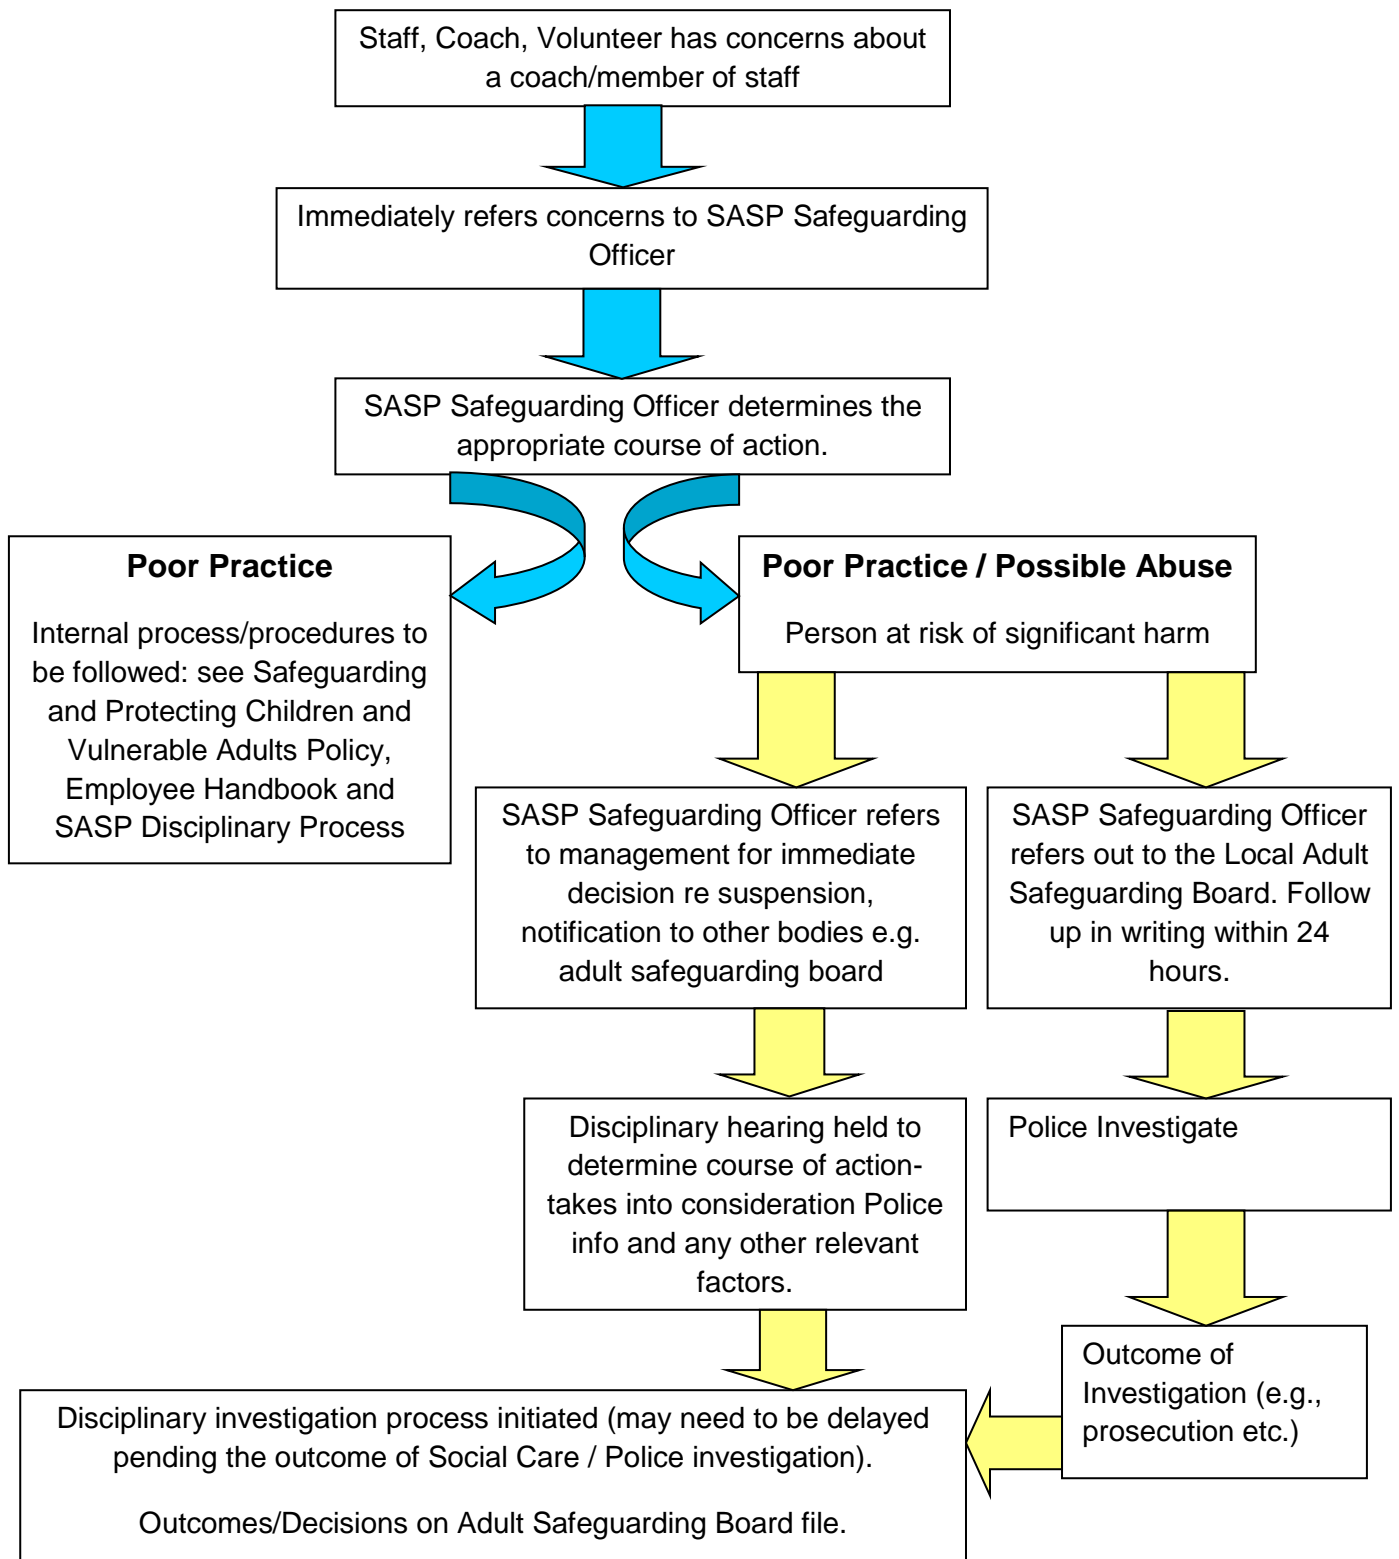 Staff, Coach, Volunteer has concerns about
a coach/member of staff
Immediately refers concerns to SASP Safeguarding
Officer
SASP Safeguarding Officer determines the
appropriate course of action.
Poor Practice
Internal process/procedures to
be followed: see Safeguarding
and Protecting Children and
Vulnerable Adults Policy,
Employee Handbook and
SASP Disciplinary Process
Poor Practice / Possible Abuse
Person at risk of significant harm
SASP Safeguarding Officer refers
to management for immediate
decision re suspension,
notification to other bodies e.g.
adult safeguarding board
SASP Safeguarding Officer
refers out to the Local Adult
Safeguarding Board. Follow
up in writing within 24
hours.
Disciplinary hearing held to
determine course of action-
takes into consideration Police
info and any other relevant
factors.
Police Investigate
Outcome of
Investigation (e.g.,
prosecution etc.)
Disciplinary investigation process initiated (may need to be delayed
pending the outcome of Social Care / Police investigation).
Outcomes/Decisions on Adult Safeguarding Board file.